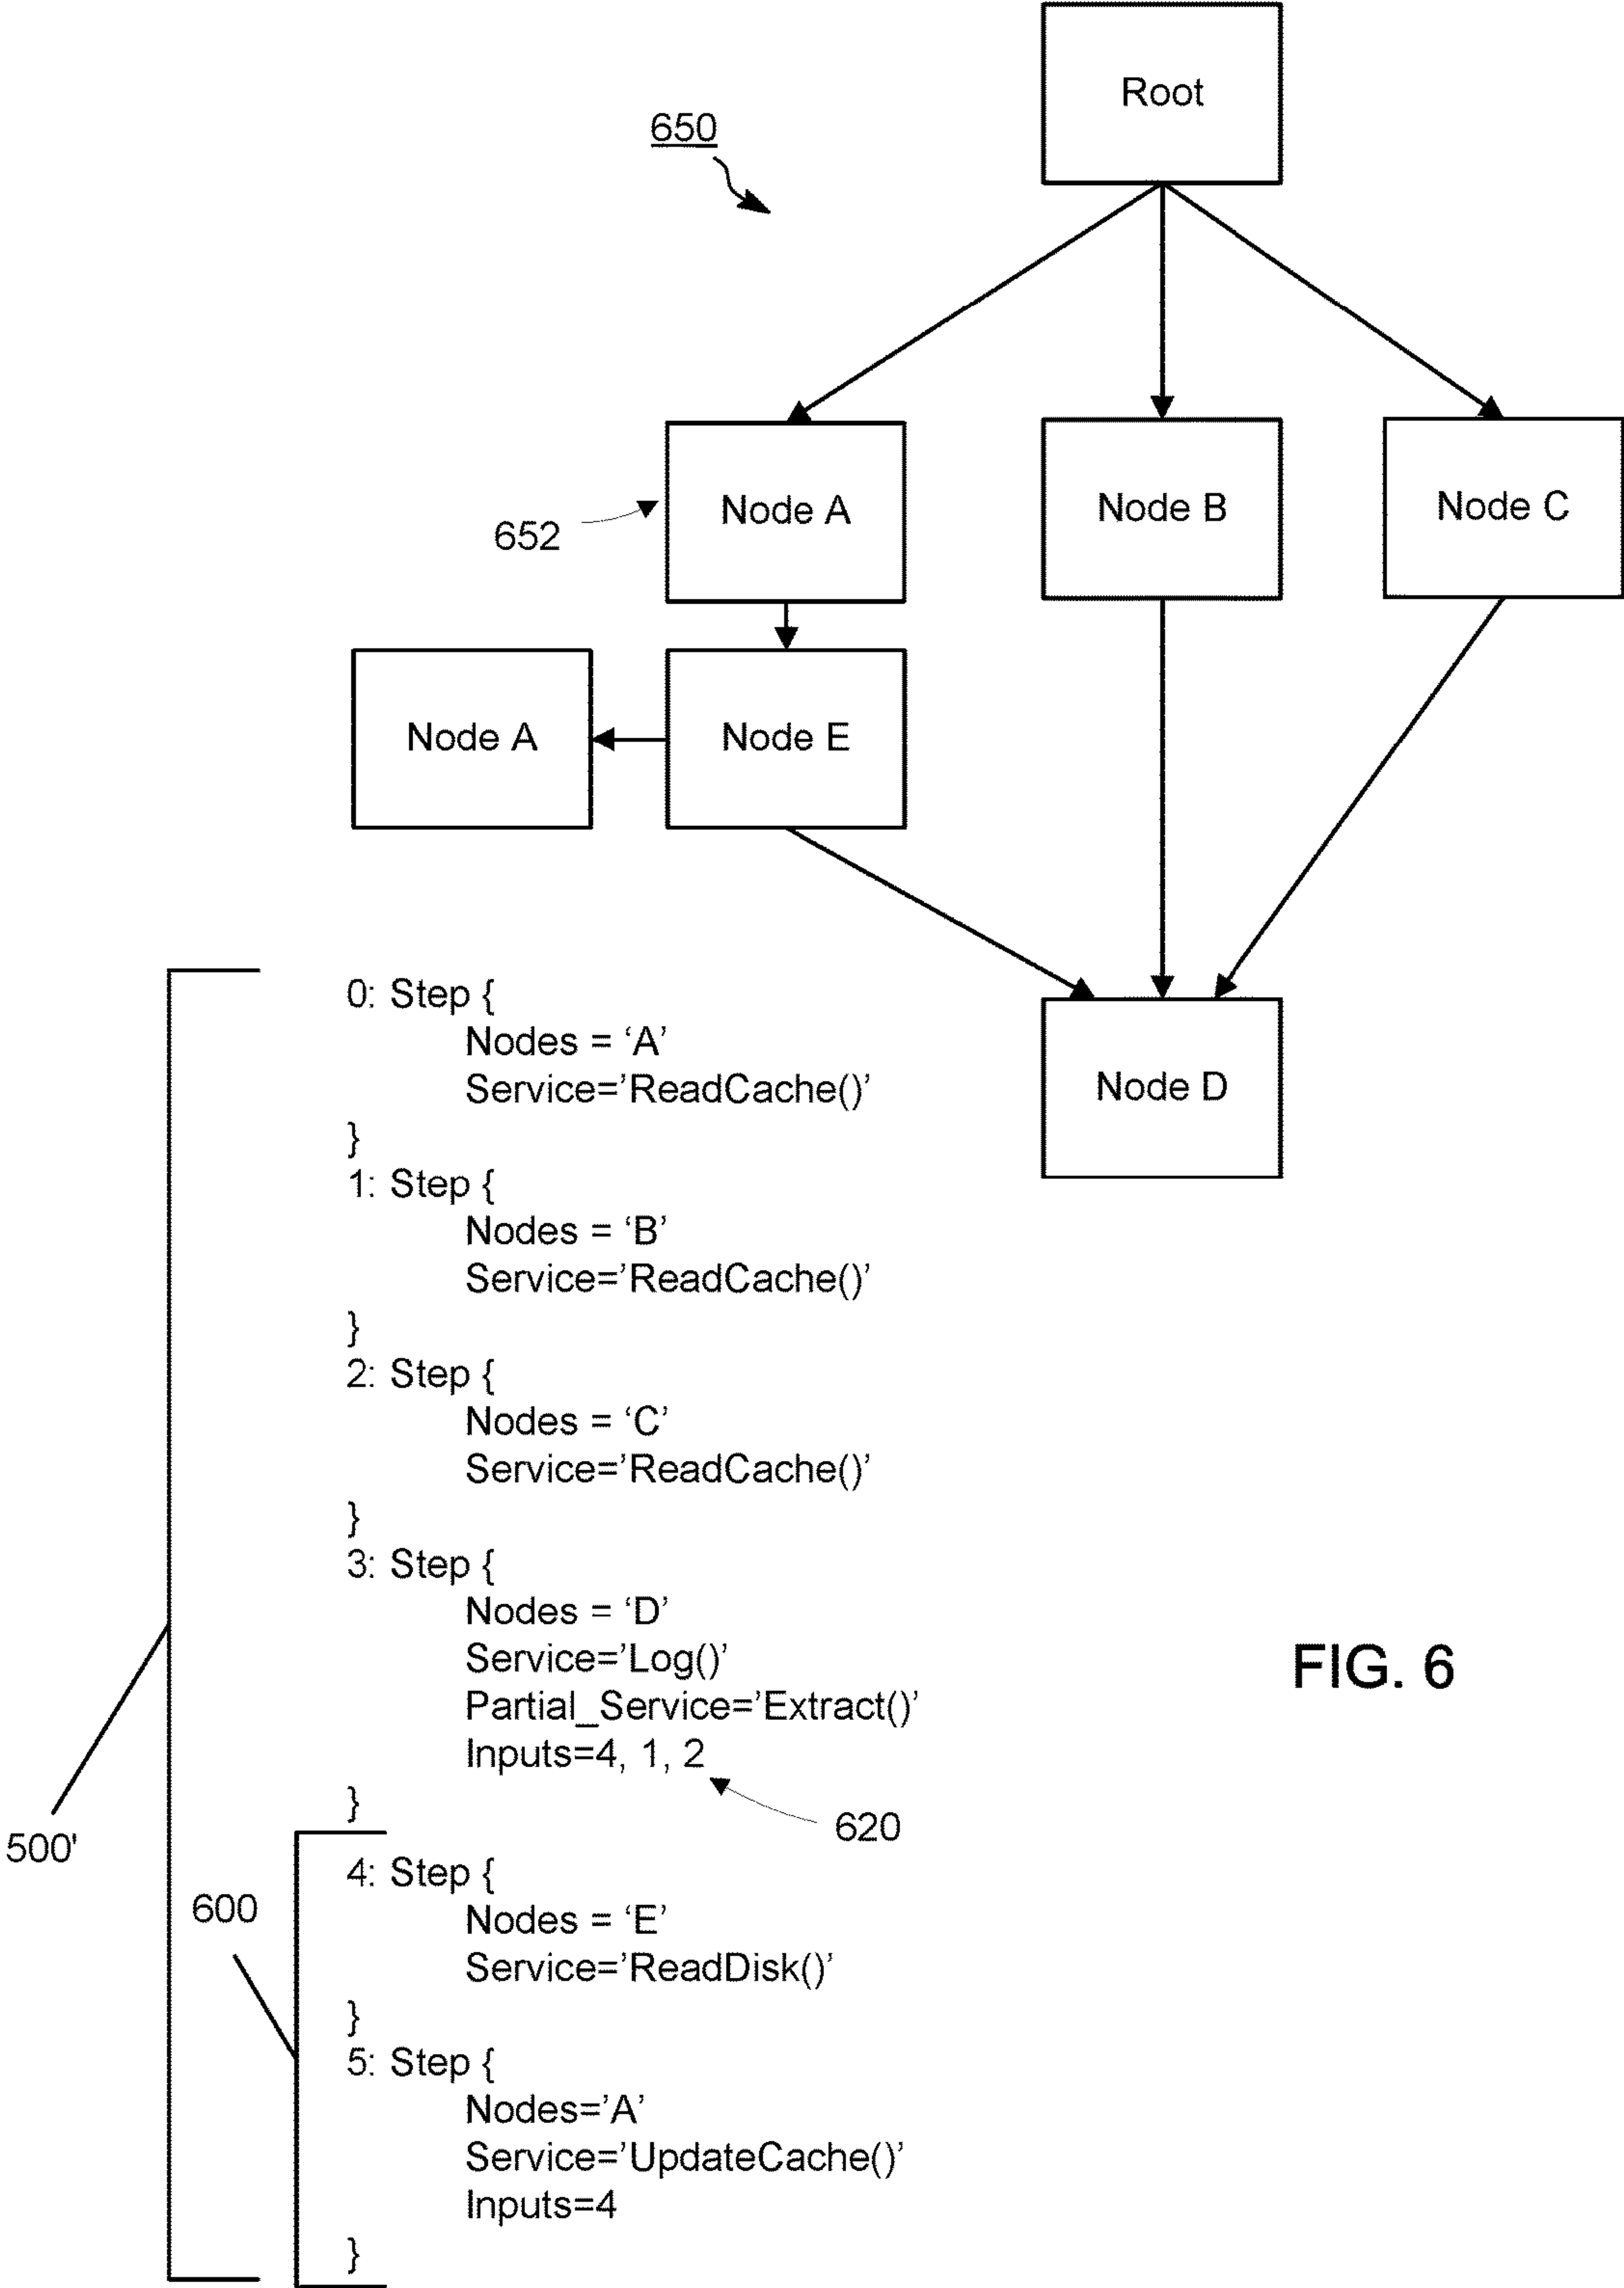 Root
650
Node A
Node B
Node C
652
Node A
Node E
Node D
0: Step {
Nodes = ‘A’
Service=’ReadCache()’
}
1: Step {
Nodes = ‘B’
Service=’ReadCache()’
}
2: Step {
Nodes = ‘C’
Service=’ReadCache()’
}
3: Step {
Nodes = ‘D’
Service=’Log()’
Partial_Service=’Extract()’
Inputs=4, 1, 2
}
620
500'
600
4: Step {
Nodes = ‘E’
Service=’ReadDisk()’
}
5: Step {
Nodes=’A’
Service=’UpdateCache()’
Inputs=4
}
FIG. 6